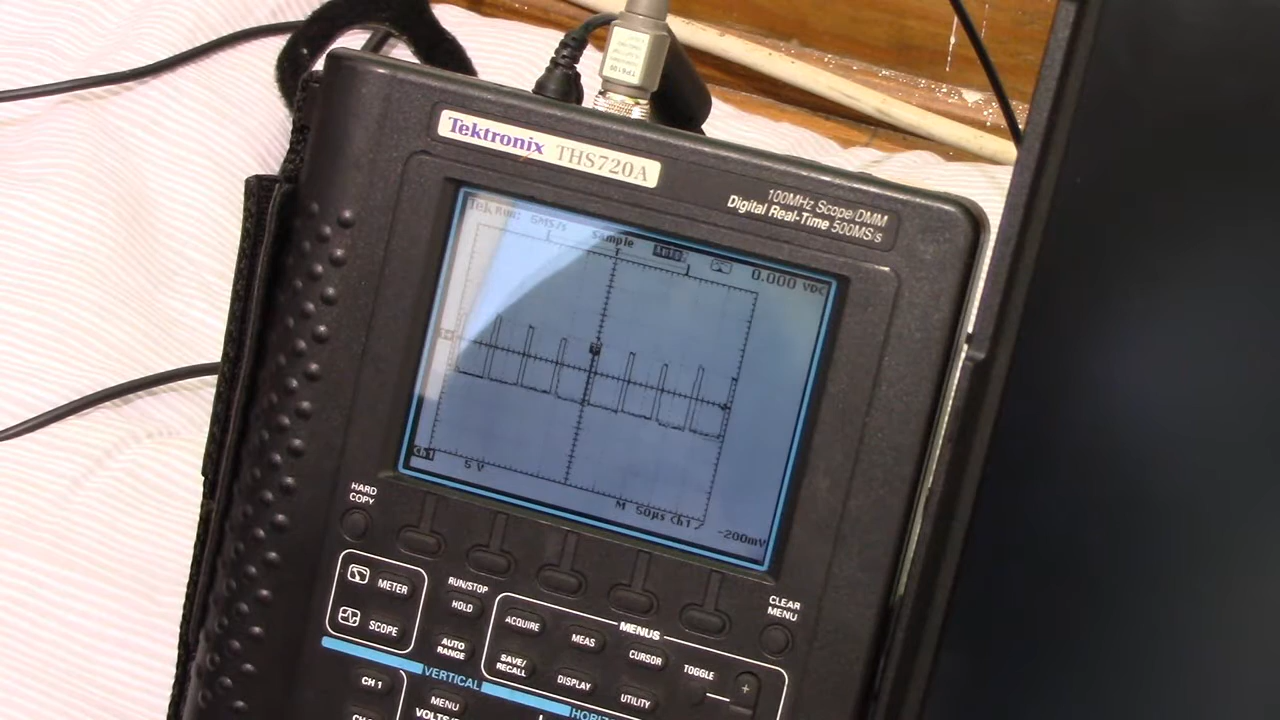 TP6100
Tektronix THS720A
100MHz Scope/DMM
Digital Real-Time 500MS/s
Tek Run: 5MS/s Sample
0.000 VDC
Ch1 5 V
M 50µs Ch1
-200mV
HARD
COPY
METER
SCOPE
RUN/STOP
HOLD
AUTO
RANGE
CLEAR
MENU
MENUS
ACQUIRE
MEAS
CURSOR
TOGGLE
SAVE/
RECALL
DISPLAY
UTILITY
+
VERTICAL
CH 1
MENU